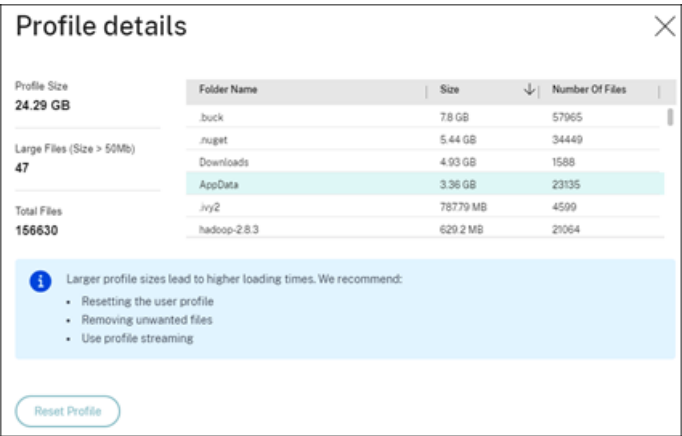 Profile details
Profile Size
24.29 GB
Large Files (Size > 50Mb)
47
Total Files
156630
Folder Name Size Number Of Files
.buck 7.8 GB 57965
.nuget 5.44 GB 34449
Downloads 4.93 GB 1588
AppData 3.36 GB 23135
.ivy2 787.79 MB 4599
hadoop-2.8.3 629.2 MB 21064
Larger profile sizes lead to higher loading times. We recommend:
• Resetting the user profile
• Removing unwanted files
• Use profile streaming
Reset Profile